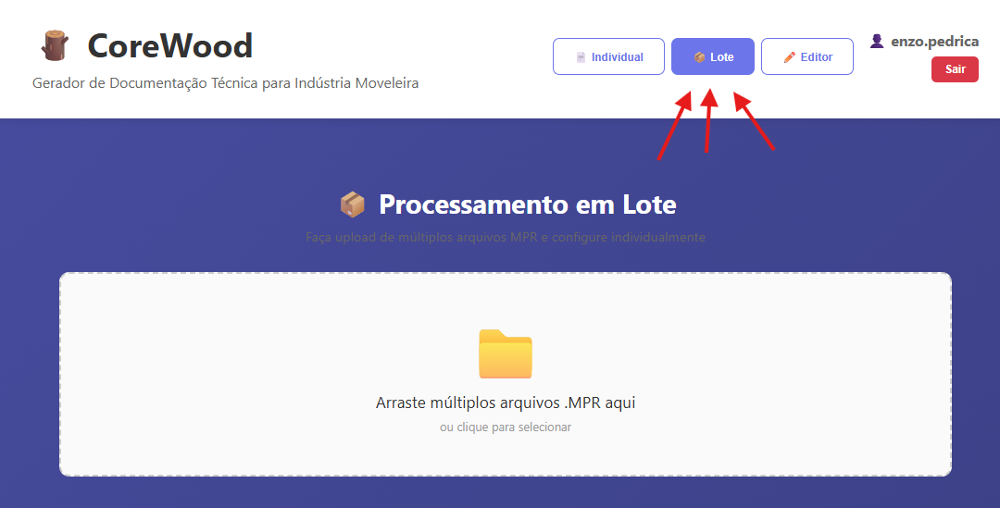 CoreWood
Gerador de Documentação Técnica para Indústria Moveleira
Individual
Lote
Editor
enzo.pedrica
Sair
Processamento em Lote
Faça upload de múltiplos arquivos MPR e configure individualmente
Arraste múltiplos arquivos .MPR aqui
ou clique para selecionar